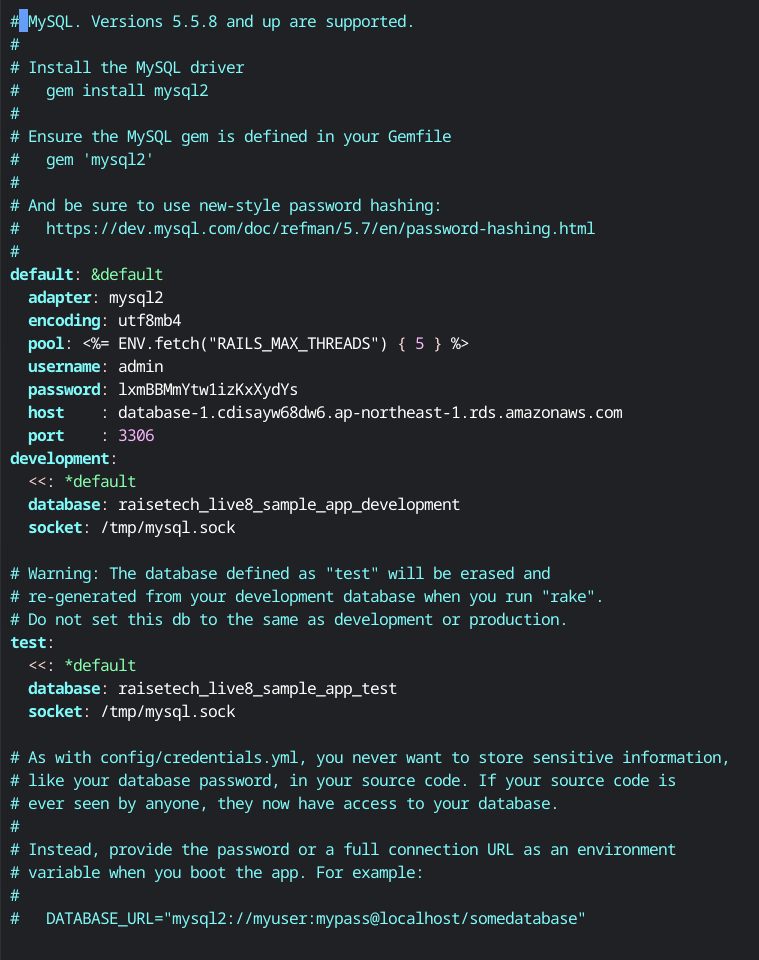 # MySQL. Versions 5.5.8 and up are supported.
#
# Install the MySQL driver
#   gem install mysql2
#
# Ensure the MySQL gem is defined in your Gemfile
#   gem 'mysql2'
#
# And be sure to use new-style password hashing:
#   https://dev.mysql.com/doc/refman/5.7/en/password-hashing.html
#
default: &default
  adapter: mysql2
  encoding: utf8mb4
  pool: <%= ENV.fetch("RAILS_MAX_THREADS") { 5 } %>
  username: admin
  password: lxmBBMmYtw1izKxXydYs
  host    : database-1.cdisayw68dw6.ap-northeast-1.rds.amazonaws.com
  port    : 3306
development:
  <<: *default
  database: raisetech_live8_sample_app_development
  socket: /tmp/mysql.sock

# Warning: The database defined as "test" will be erased and
# re-generated from your development database when you run "rake".
# Do not set this db to the same as development or production.
test:
  <<: *default
  database: raisetech_live8_sample_app_test
  socket: /tmp/mysql.sock

# As with config/credentials.yml, you never want to store sensitive information,
# like your database password, in your source code. If your source code is
# ever seen by anyone, they now have access to your database.
#
# Instead, provide the password or a full connection URL as an environment
# variable when you boot the app. For example:
#
#   DATABASE_URL="mysql2://myuser:mypass@localhost/somedatabase"